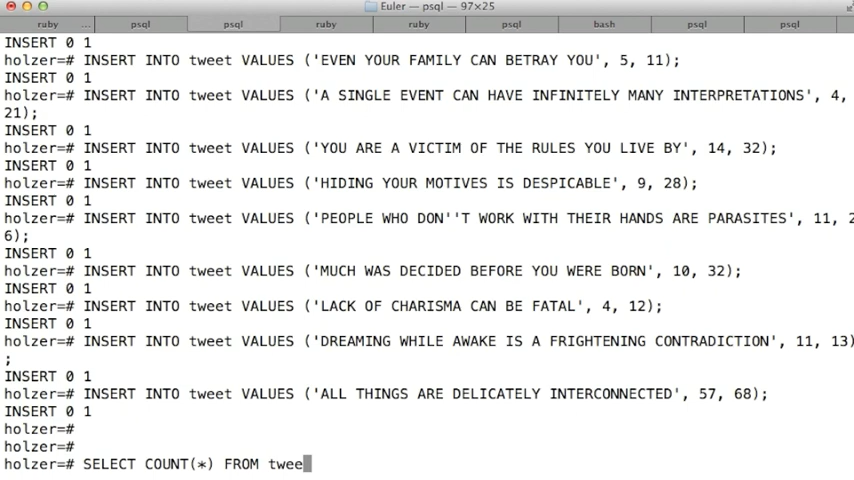 Euler — psql — 97×25
ruby ... psql psql ruby ruby psql bash psql psql
INSERT 0 1
holzer=# INSERT INTO tweet VALUES ('EVEN YOUR FAMILY CAN BETRAY YOU', 5, 11);
INSERT 0 1
holzer=# INSERT INTO tweet VALUES ('A SINGLE EVENT CAN HAVE INFINITELY MANY INTERPRETATIONS', 4,
21);
INSERT 0 1
holzer=# INSERT INTO tweet VALUES ('YOU ARE A VICTIM OF THE RULES YOU LIVE BY', 14, 32);
INSERT 0 1
holzer=# INSERT INTO tweet VALUES ('HIDING YOUR MOTIVES IS DESPICABLE', 9, 28);
INSERT 0 1
holzer=# INSERT INTO tweet VALUES ('PEOPLE WHO DON''T WORK WITH THEIR HANDS ARE PARASITES', 11, 2
6);
INSERT 0 1
holzer=# INSERT INTO tweet VALUES ('MUCH WAS DECIDED BEFORE YOU WERE BORN', 10, 32);
INSERT 0 1
holzer=# INSERT INTO tweet VALUES ('LACK OF CHARISMA CAN BE FATAL', 4, 12);
INSERT 0 1
holzer=# INSERT INTO tweet VALUES ('DREAMING WHILE AWAKE IS A FRIGHTENING CONTRADICTION', 11, 13)
;
INSERT 0 1
holzer=# INSERT INTO tweet VALUES ('ALL THINGS ARE DELICATELY INTERCONNECTED', 57, 68);
INSERT 0 1
holzer=#
holzer=#
holzer=# SELECT COUNT(*) FROM twee